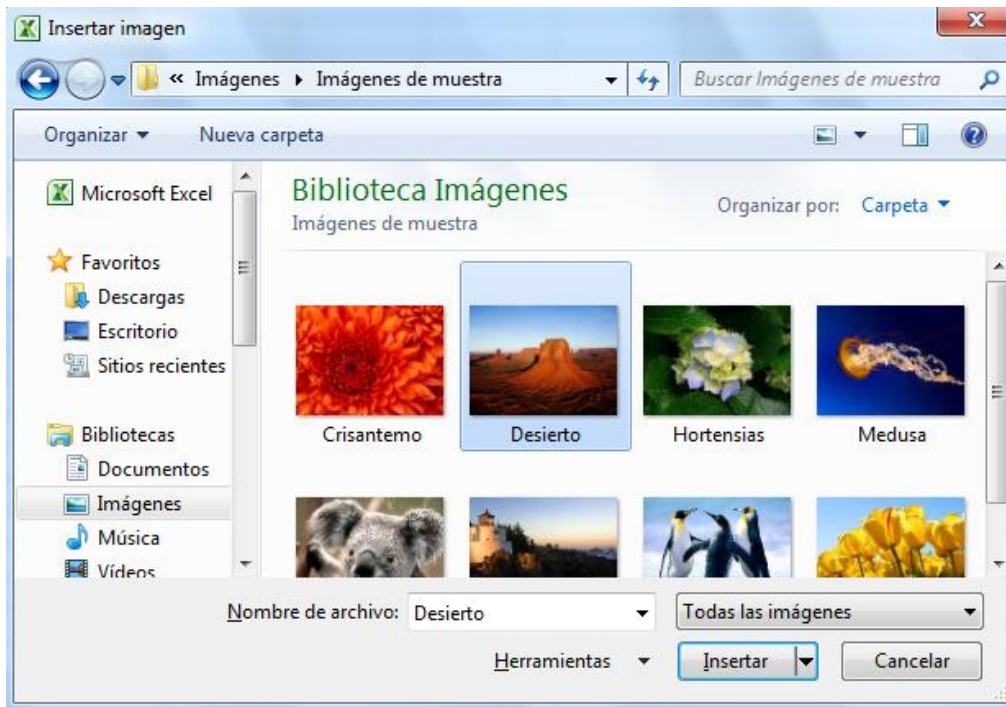 Insertar imagen
« Imágenes ▸ Imágenes de muestra
Buscar Imágenes de muestra
Organizar
Nueva carpeta
Microsoft Excel
Favoritos
Descargas
Escritorio
Sitios recientes
Bibliotecas
Documentos
Imágenes
Música
Vídeos
Biblioteca Imágenes
Imágenes de muestra
Organizar por: Carpeta
Crisantemo
Desierto
Hortensias
Medusa
Nombre de archivo: Desierto
Todas las imágenes
Herramientas
Insertar
Cancelar